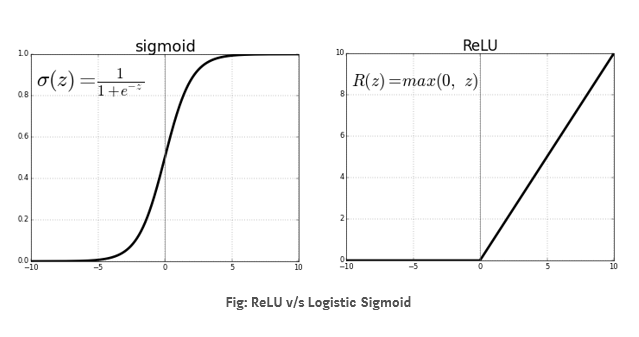 sigmoid
σ(z) = 1/(1+e^{-z})
1.0
0.8
0.6
0.4
0.2
0.0
−10 −5 0 5 10
ReLU
R(z) = max(0, z)
10
8
6
4
2
0
−10 −5 0 5 10
Fig: ReLU v/s Logistic Sigmoid